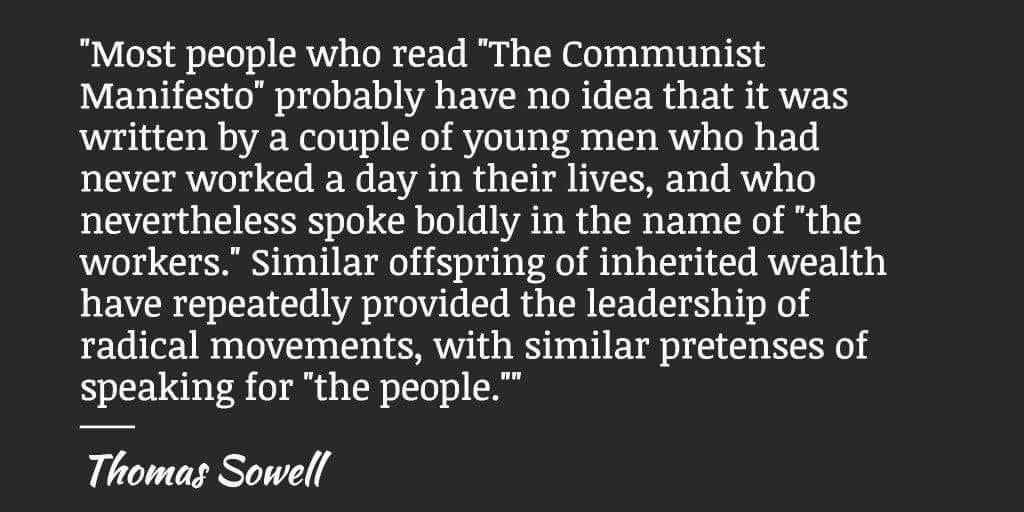 "Most people who read "The Communist
Manifesto" probably have no idea that it was
written by a couple of young men who had
never worked a day in their lives, and who
nevertheless spoke boldly in the name of "the
workers." Similar offspring of inherited wealth
have repeatedly provided the leadership of
radical movements, with similar pretenses of
speaking for "the people.""
Thomas Sowell